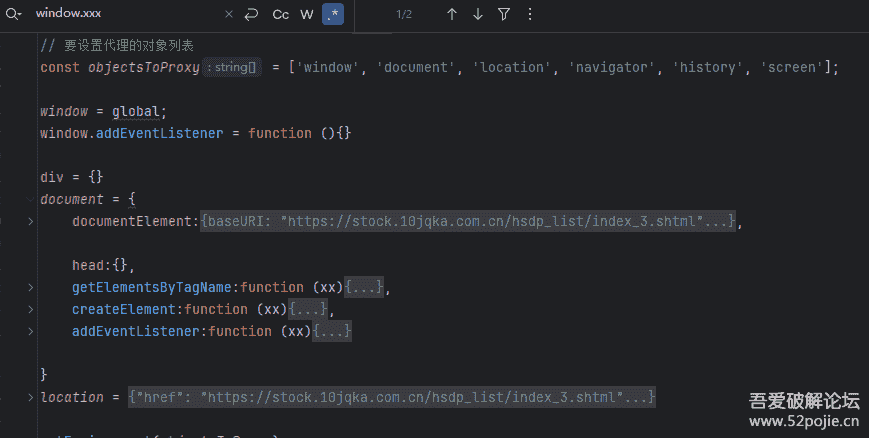 window.xxx × Cc W .* 1/2
// 要设置代理的对象列表
const objectsToProxy : string[] = ['window', 'document', 'location', 'navigator', 'history', 'screen'];
window = global;
window.addEventListener = function (){}
div = {}
document = {
documentElement:{baseURI: "https://stock.10jqka.com.cn/hsdp_list/index_3.shtml"...},
head:{},
getElementsByTagName:function (xx){...},
createElement:function (xx){...},
addEventListener:function (xx){...}
}
location = {"href": "https://stock.10jqka.com.cn/hsdp_list/index_3.shtml"...}
吾爱破解论坛
www.52pojie.cn